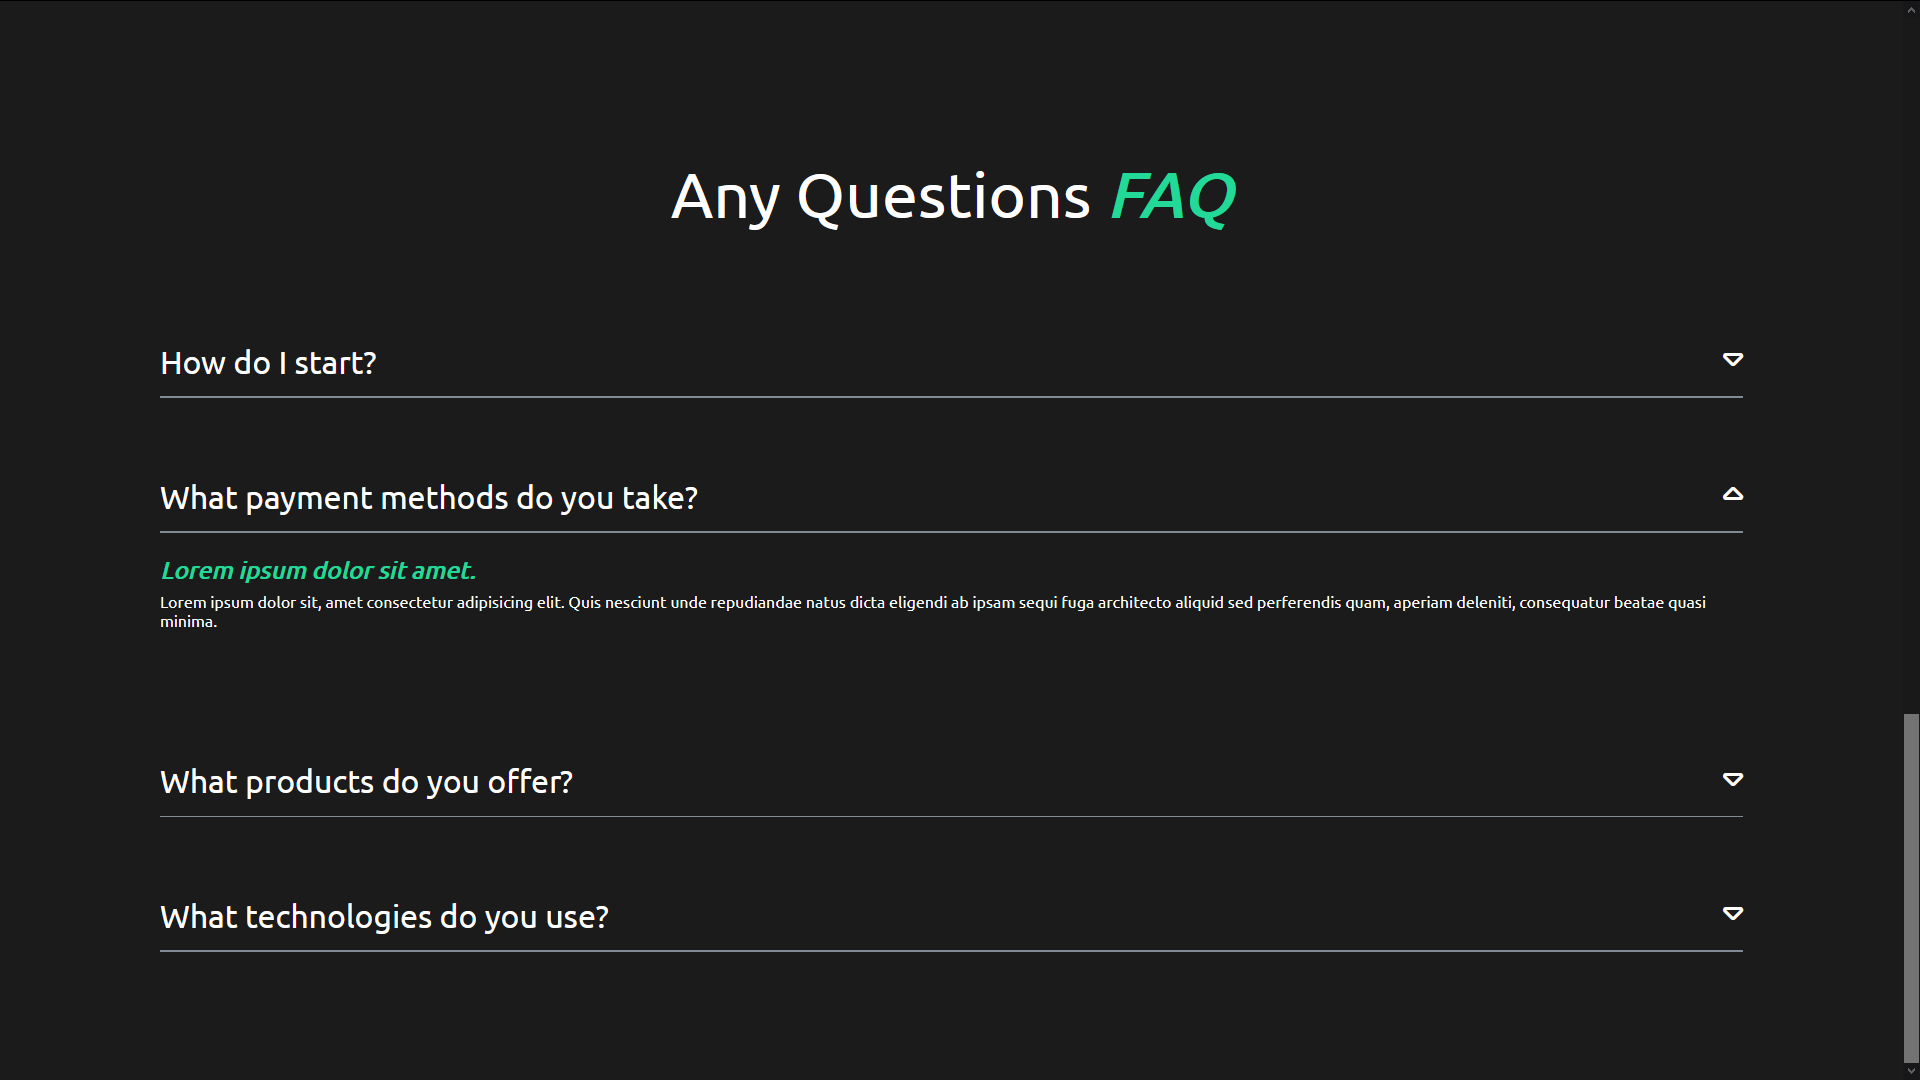 Any Questions FAQ
How do I start?
What payment methods do you take?
Lorem ipsum dolor sit amet.
Lorem ipsum dolor sit, amet consectetur adipisicing elit. Quis nesciunt unde repudiandae natus dicta eligendi ab ipsam sequi fuga architecto aliquid sed perferendis quam, aperiam deleniti, consequatur beatae quasi
minima.
What products do you offer?
What technologies do you use?